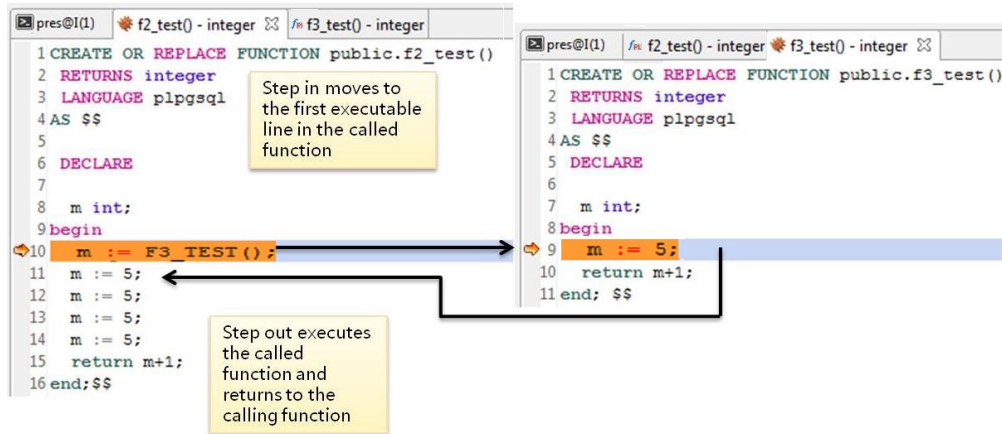 pres@I(1) f2_test() - integer f3_test() - integer
1 CREATE OR REPLACE FUNCTION public.f2_test()
2 RETURNS integer
3 LANGUAGE plpgsql
4 AS $$
5
6 DECLARE
7
8 m int;
9 begin
10 m := F3_TEST();
11 m := 5;
12 m := 5;
13 m := 5;
14 m := 5;
15 return m+1;
16 end;$$
Step in moves to
the first executable
line in the called
function
Step out executes
the called
function and
returns to the
calling function
pres@I(1) f2_test() - integer f3_test() - integer
1 CREATE OR REPLACE FUNCTION public.f3_test()
2 RETURNS integer
3 LANGUAGE plpgsql
4 AS $$
5 DECLARE
6
7 m int;
8 begin
9 m := 5;
10 return m+1;
11 end; $$